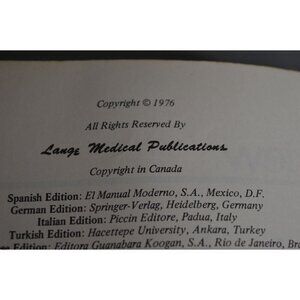 Copyright © 1976
All Rights Reserved By
Lange Medical Publications
Copyright in Canada
Spanish Edition: El Manual Moderno, S.A., Mexico, D.F.
German Edition: Springer-Verlag, Heidelberg, Germany
Italian Edition: Piccin Editore, Padua, Italy
Turkish Edition: Hacettepe University, Ankara, Turkey
Edition: Editora Guanabara Koogan, S.A., Rio de Janeiro,